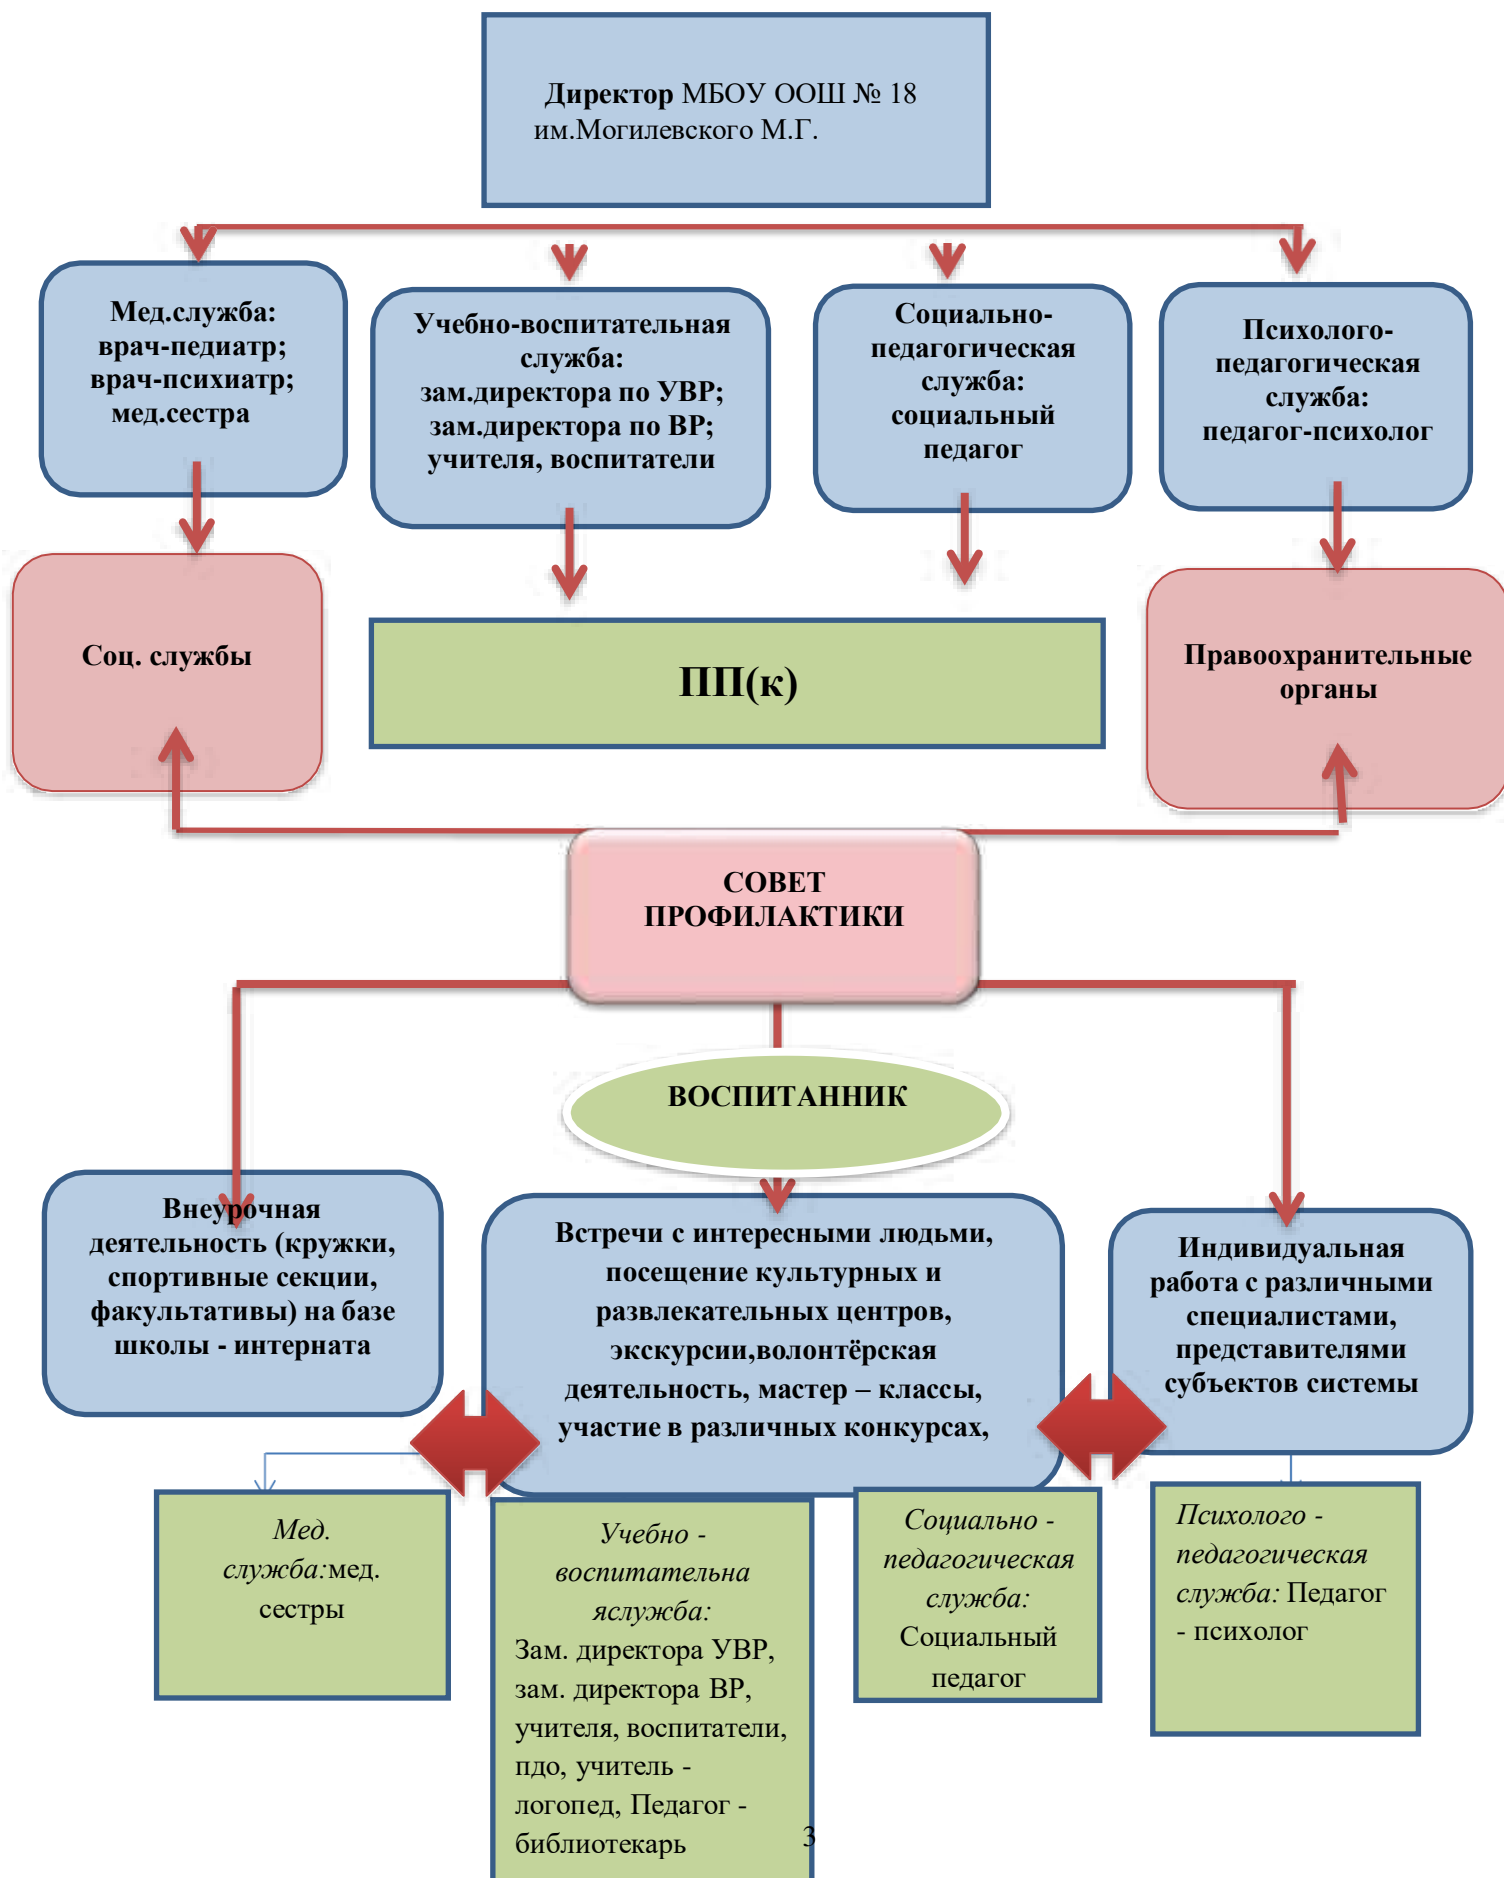 Директор МБОУ ООШ № 18
им.Могилевского М.Г.
Мед.служба:
врач-педиатр;
врач-психиатр;
мед.сестра
Учебно-воспитательная
служба:
зам.директора по УВР;
зам.директора по ВР;
учителя, воспитатели
Социально-
педагогическая
служба:
социальный
педагог
Психолого-
педагогическая
служба:
педагог-психолог
Соц. службы
ПП(к)
Правоохранительные
органы
СОВЕТ
ПРОФИЛАКТИКИ
ВОСПИТАННИК
Внеурочная
деятельность (кружки,
спортивные секции,
факультативы) на базе
школы - интерната
Встречи с интересными людьми,
посещение культурных и
развлекательных центров,
экскурсии,волонтёрская
деятельность, мастер – классы,
участие в различных конкурсах,
Индивидуальная
работа с различными
специалистами,
представителями
субъектов системы
Мед.
служба:мед.
сестры
Учебно -
воспитательна
яслужба:
Зам. директора УВР,
зам. директора ВР,
учителя, воспитатели,
пдо, учитель -
логопед, Педагог -
библиотекарь
Социально -
педагогическая
служба:
Социальный
педагог
Психолого -
педагогическая
служба: Педагог
- психолог
3